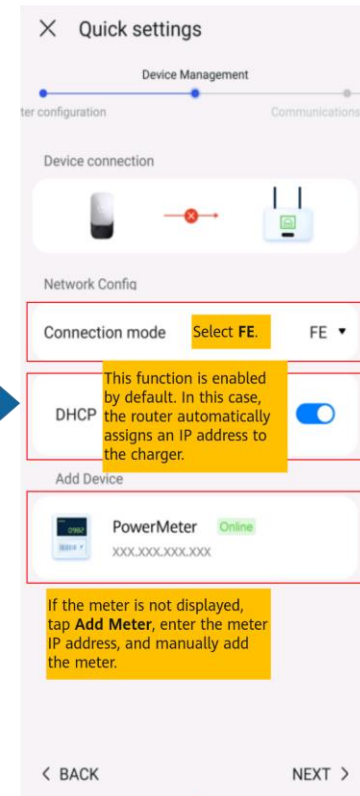 Quick settings
Device Management
ter configuration
Communications
Device connection
Network Config
Connection mode Select FE. FE
This function is enabled
by default. In this case,
DHCP the router automatically
assigns an IP address to
the charger.
Add Device
PowerMeter Online
XXX.XXX.XXX.XXX
If the meter is not displayed,
tap Add Meter, enter the meter
IP address, and manually add
the meter.
< BACK NEXT >